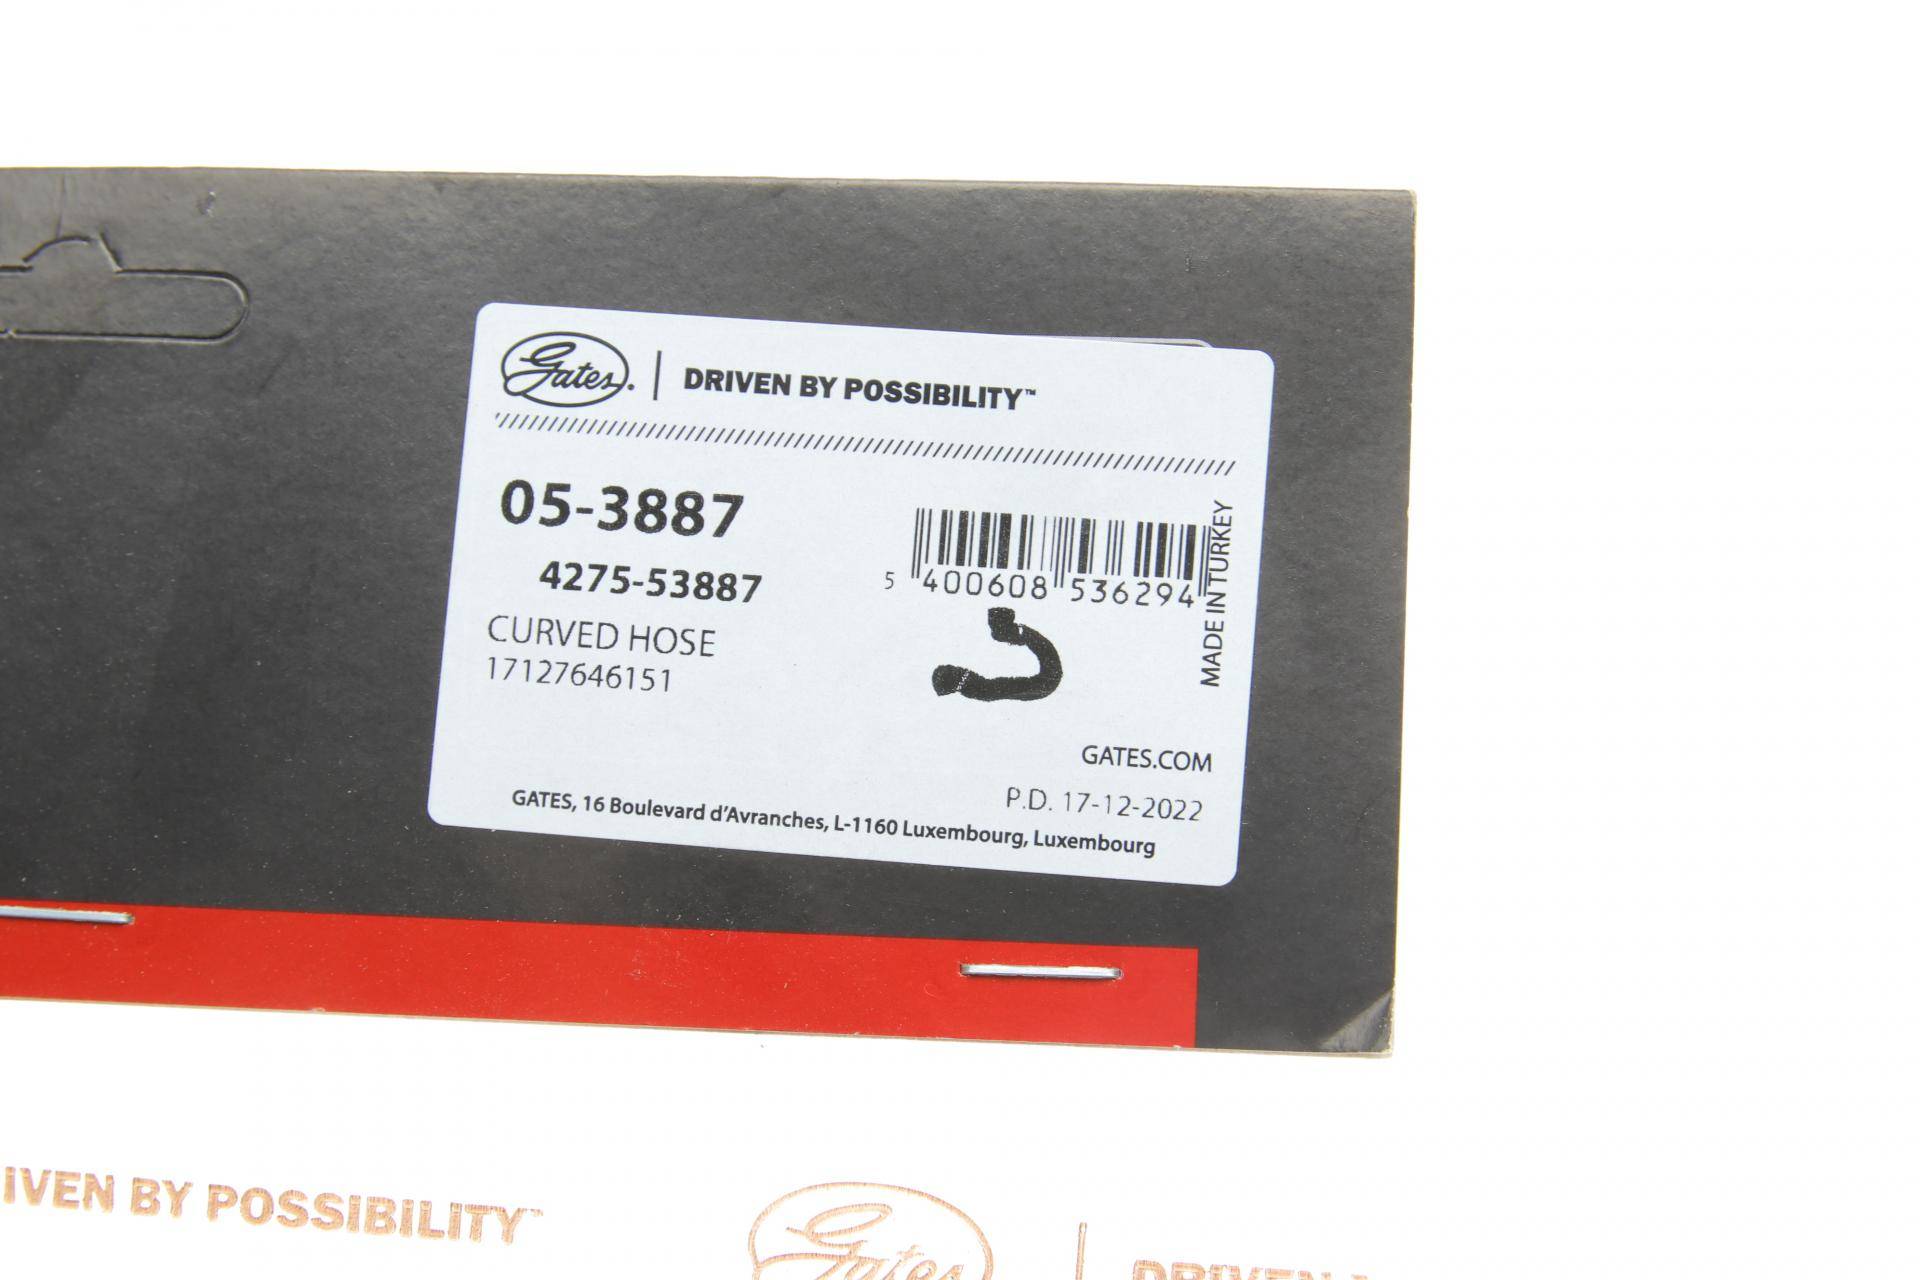 Gates. | DRIVEN BY POSSIBILITY™
05-3887
4275-53887
CURVED HOSE
17127646151
5 400608 536294
MADE IN TURKEY
GATES.COM
P.D. 17-12-2022
GATES, 16 Boulevard d'Avranches, L-1160 Luxembourg, Luxembourg
IVEN BY POSSIBILITY™
Gates
DRIVEN